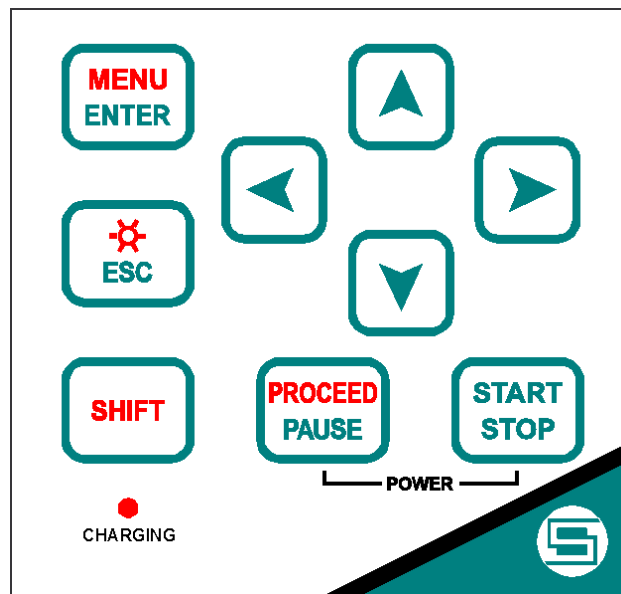 MENU
ENTER
ESC
SHIFT
PROCEED
PAUSE
START
STOP
POWER
CHARGING